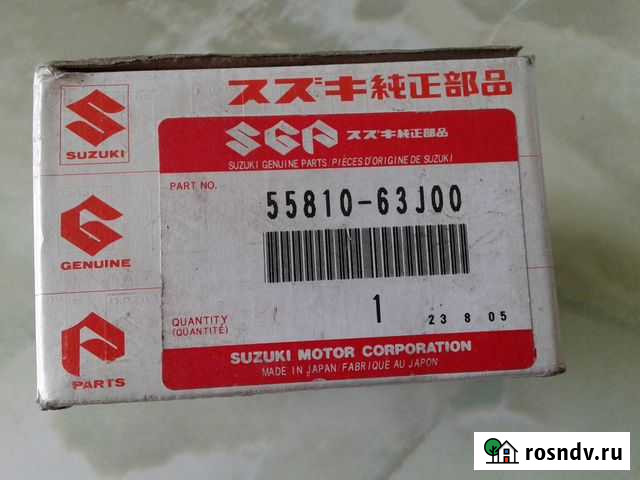 スズキ純正部品
SUZUKI
SGP スズキ純正部品
SUZUKI GENUINE PARTS / PIÈCES D'ORIGINE DE SUZUKI
PART NO.
55810-63J00
GENUINE
QUANTITY
(QUANTITÉ)
1
23 8 05
SUZUKI MOTOR CORPORATION
MADE IN JAPAN/FABRIQUE AU JAPON
PARTS
rosndv.ru